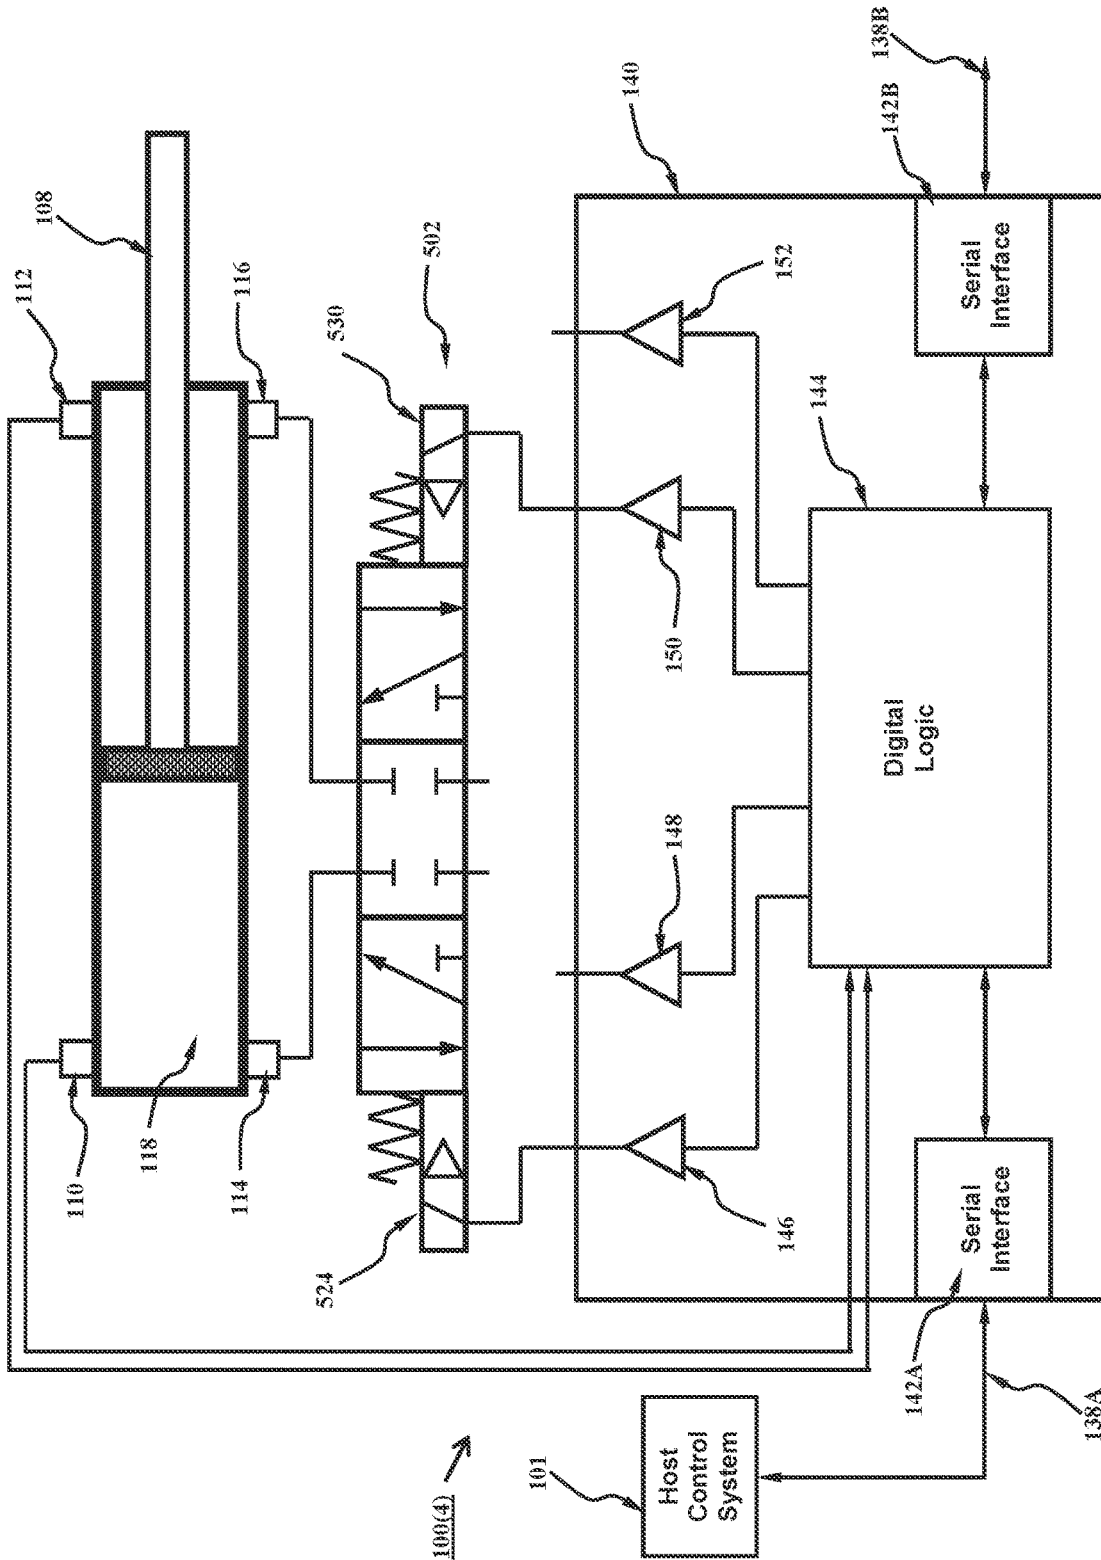 108
112
116
530
502
110
118
114
524
140
142B
138B
152
Serial
Interface
144
150
148
Digital
Logic
146
Serial
Interface
142A
138A
101
Host
Control
System
100(4)